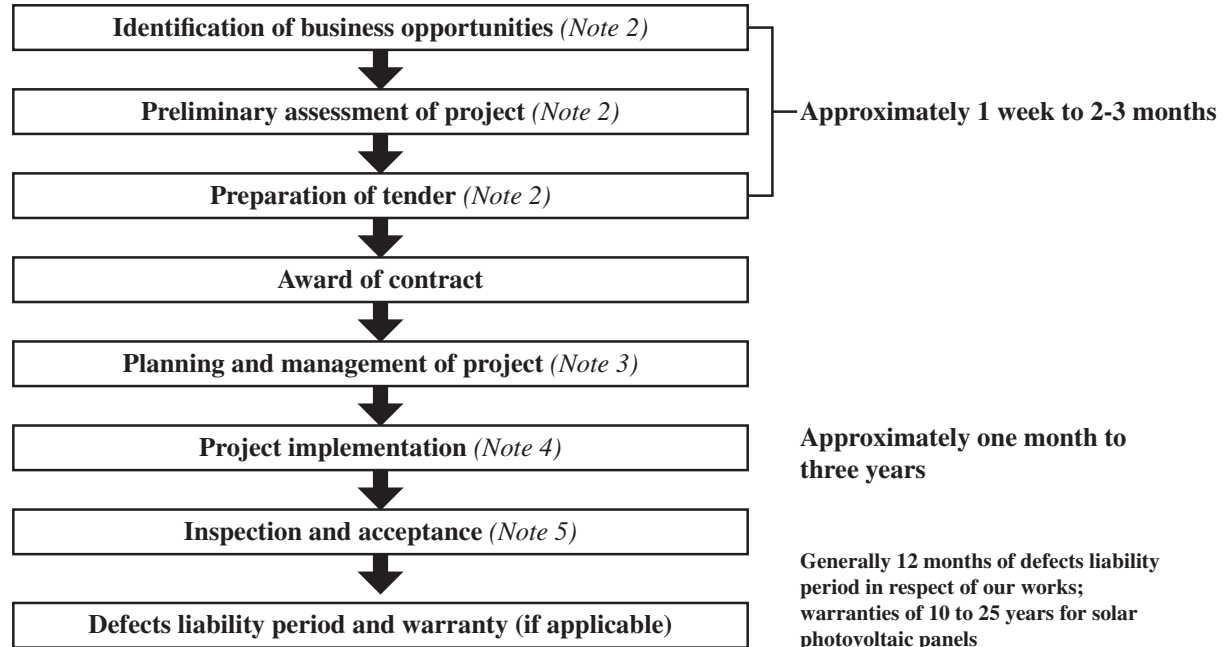 Identification of business opportunities (Note 2)
Preliminary assessment of project (Note 2)
Approximately 1 week to 2-3 months
Preparation of tender (Note 2)
Award of contract
Planning and management of project (Note 3)
Project implementation (Note 4)
Approximately one month to
three years
Inspection and acceptance (Note 5)
Defects liability period and warranty (if applicable)
Generally 12 months of defects liability
period in respect of our works;
warranties of 10 to 25 years for solar
photovoltaic panels